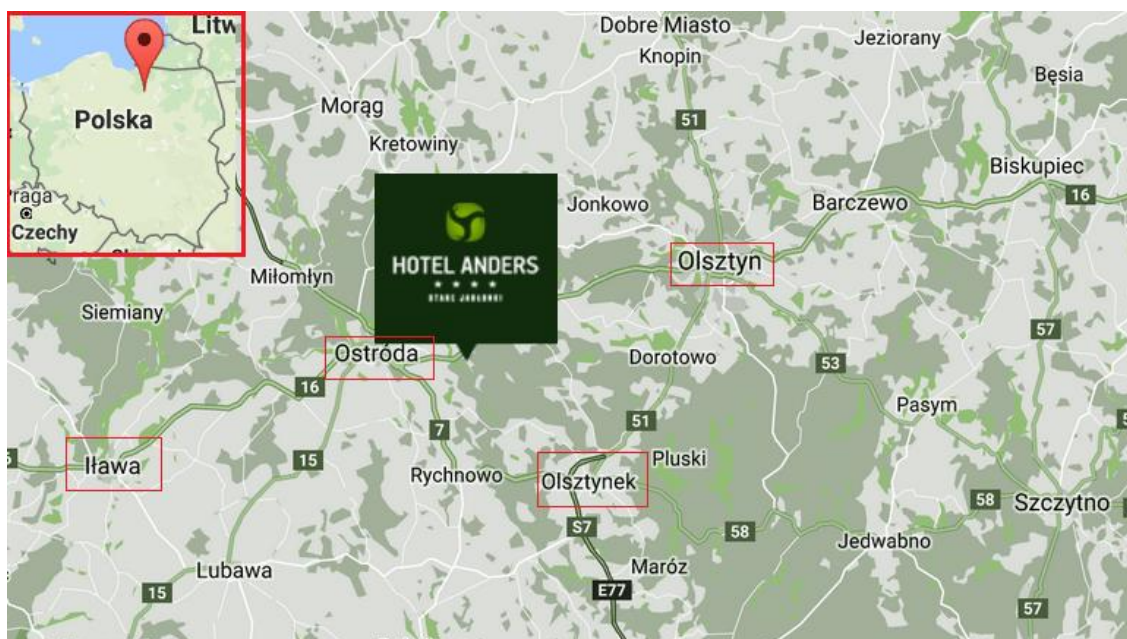 Litw
Polska
Praga
Czechy
Dobre Miasto
Knopin
Jeziorany
Bęsia
Morąg
Kretowiny
51
Biskupiec
16
Jonkowo
Barczewo
HOTEL ANDERS
STARE JABŁONKI
Olsztyn
Miłomłyn
Siemiany
57
Ostróda
Dorotowo
53
16
Pasym
7
51
Iława
15
Rychnowo
Olsztynek
Pluski
58
Szczytno
S7
58
Jedwabno
Lubawa
Maróz
15
E77
57